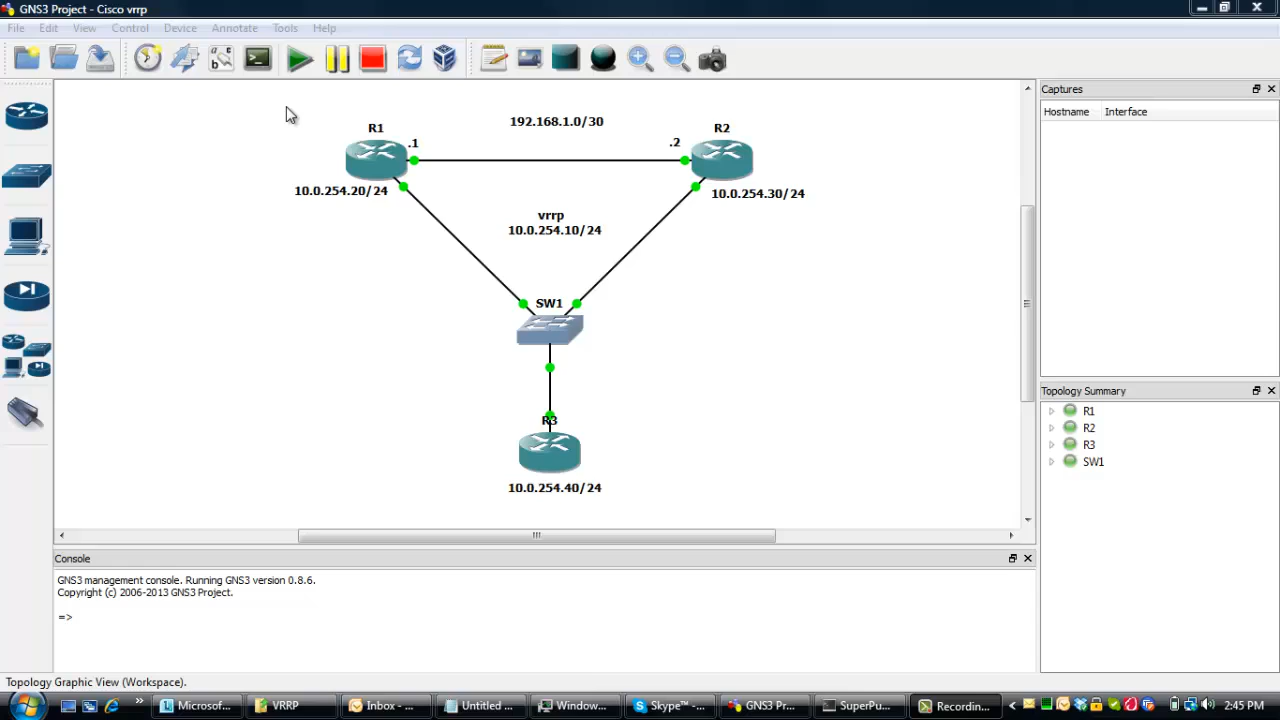 GNS3 Project - Cisco vrrp
File Edit View Control Device Annotate Tools Help
192.168.1.0/30
R1
R2
.1
.2
10.0.254.20/24
10.0.254.30/24
vrrp
10.0.254.10/24
SW1
R3
10.0.254.40/24
Captures
Hostname Interface
Topology Summary
R1
R2
R3
SW1
Console
GNS3 management console. Running GNS3 version 0.8.6.
Copyright (c) 2006-2013 GNS3 Project.
=>
Topology Graphic View (Workspace).
Microsof... VRRP Inbox - ... Untitled ... Window... Skype™ -... GNS3 Pr... SuperPu... Recordin... 2:45 PM